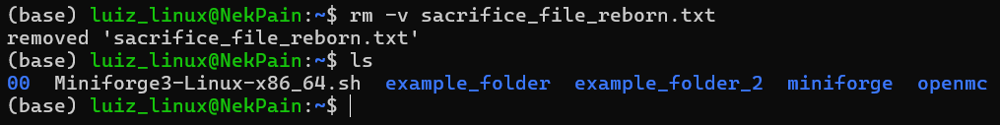 (base) luiz_linux@NekPain:~$ rm -v sacrifice_file_reborn.txt
removed 'sacrifice_file_reborn.txt'
(base) luiz_linux@NekPain:~$ ls
00  Miniforge3-Linux-x86_64.sh  example_folder  example_folder_2  miniforge  openmc
(base) luiz_linux@NekPain:~$